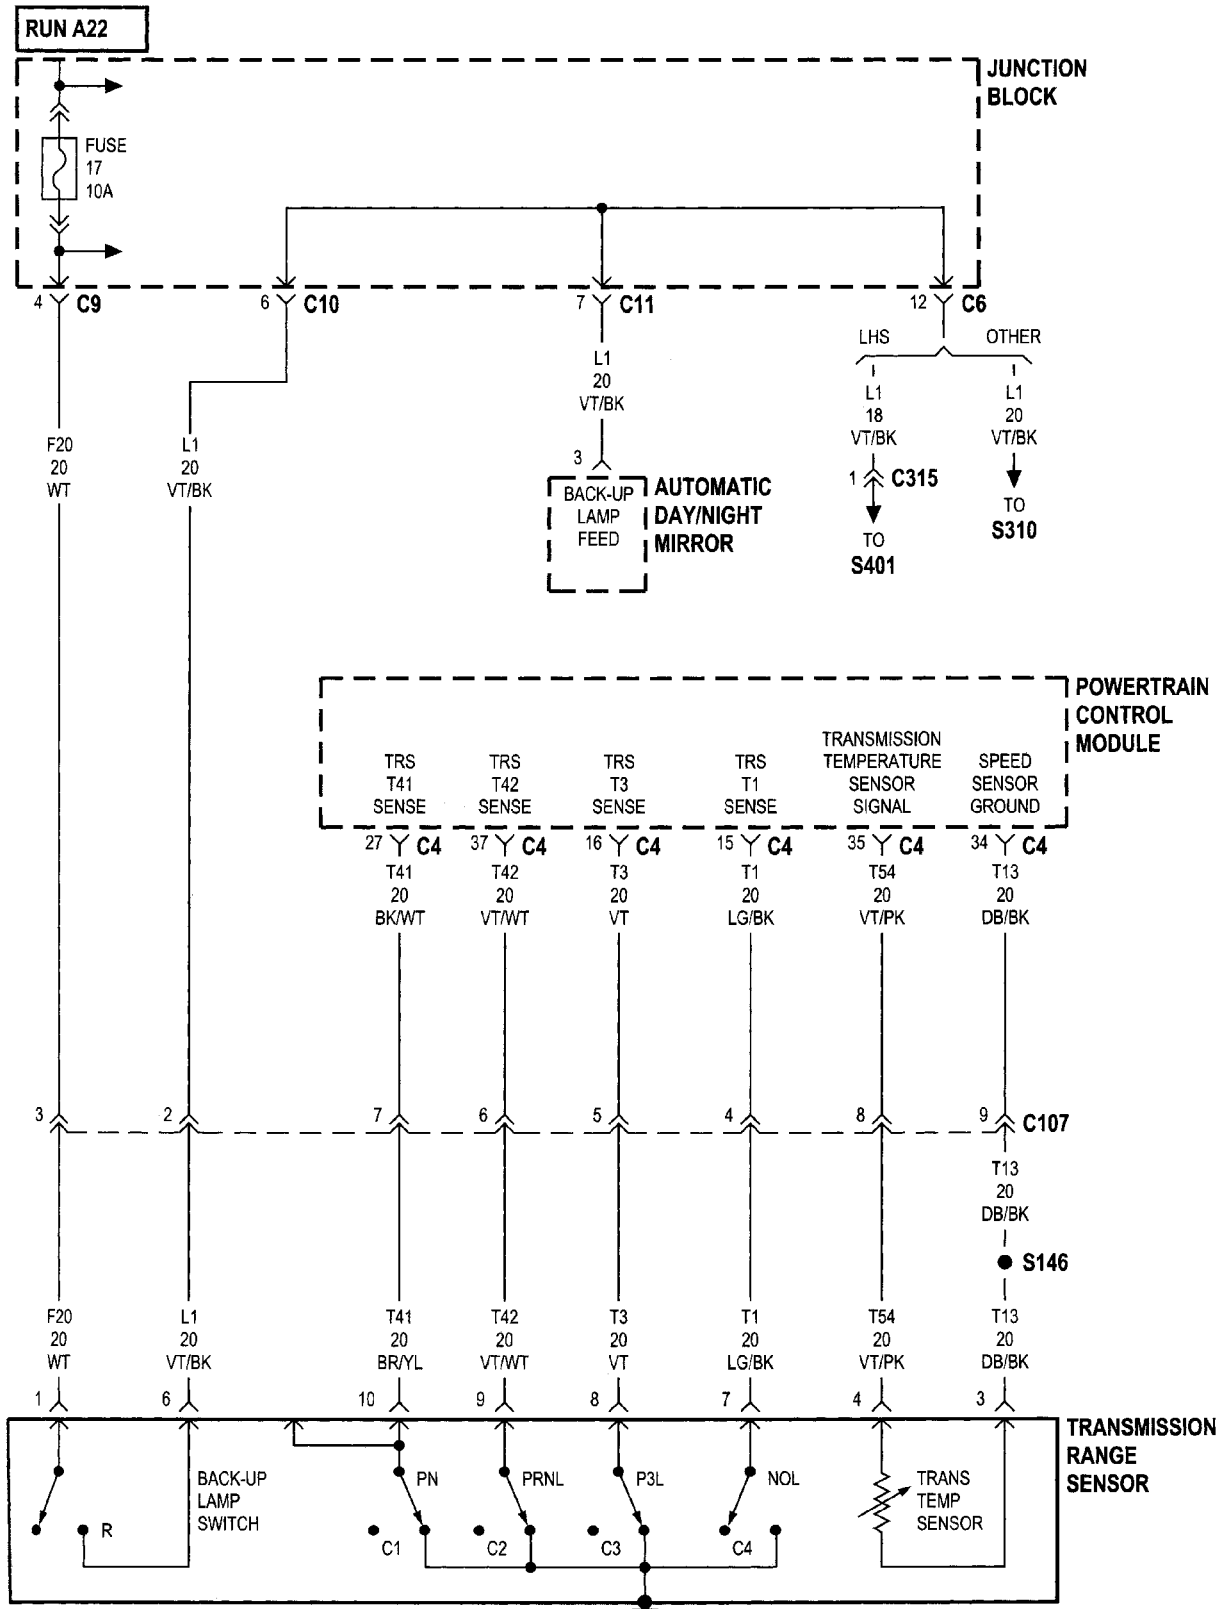 RUN A22
JUNCTION
BLOCK
FUSE
17
10A
4 C9
6 C10
7 C11
12 C6
LHS OTHER
L1
20
VT/BK
L1
18
VT/BK
L1
20
VT/BK
F20
20
WT
L1
20
VT/BK
3
1 C315
BACK-UP
LAMP
FEED
AUTOMATIC
DAY/NIGHT
MIRROR
TO
S401
TO
S310
POWERTRAIN
CONTROL
MODULE
TRS
T41
SENSE
TRS
T42
SENSE
TRS
T3
SENSE
TRS
T1
SENSE
TRANSMISSION
TEMPERATURE
SENSOR
SIGNAL
SPEED
SENSOR
GROUND
27 C4
37 C4
16 C4
15 C4
35 C4
34 C4
T41
20
BK/WT
T42
20
VT/WT
T3
20
VT
T1
20
LG/BK
T54
20
VT/PK
T13
20
DB/BK
3 2 7 6 5 4 8 9 C107
T13
20
DB/BK
S146
F20
20
WT
L1
20
VT/BK
T41
20
BR/YL
T42
20
VT/WT
T3
20
VT
T1
20
LG/BK
T54
20
VT/PK
T13
20
DB/BK
1 6 10 9 8 7 4 3
TRANSMISSION
RANGE
SENSOR
BACK-UP
LAMP
SWITCH
R
PN
PRNL
P3L
NOL
C1
C2
C3
C4
TRANS
TEMP
SENSOR